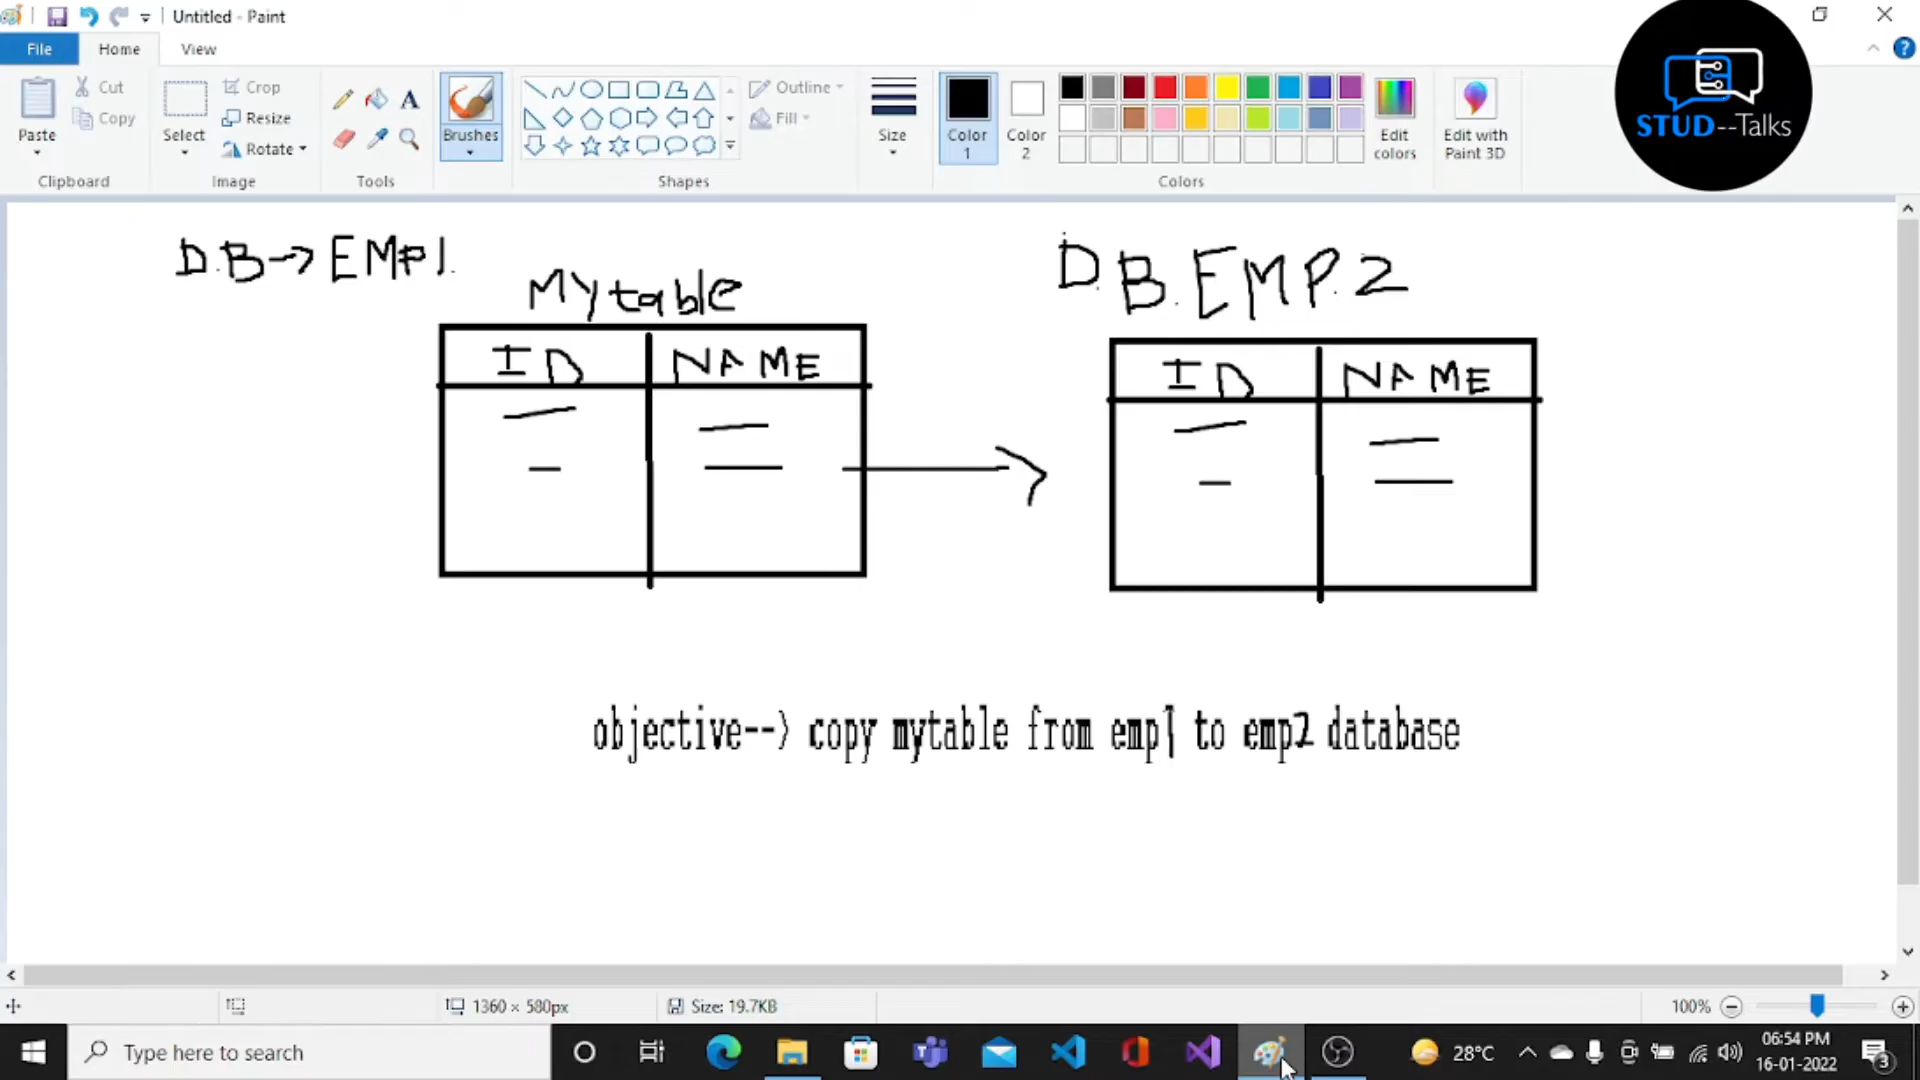 Untitled - Paint
File Home View
Paste
Cut
Copy
Clipboard
Select
Crop
Resize
Rotate
Image
A
Tools
Brushes
Outline
Fill
Shapes
Size
Color 1
Color 2
Edit colors
Edit with Paint 3D
Colors
STUD--Talks
D.B→EMP1.
Mytable
ID NAME
D.B.EMP.2
ID NAME
objective--> copy mytable from emp1 to emp2 database
1360 × 580px
Size: 19.7KB
100%
Type here to search
28°C
06:54 PM
16-01-2022
3